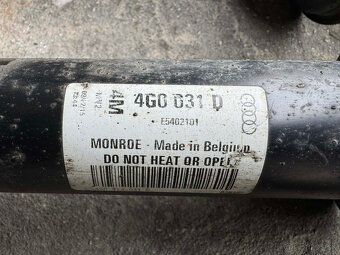 4M 4G0 031 D
E5402101
MONROE - Made in Belgium
DO NOT HEAT OR OPEN